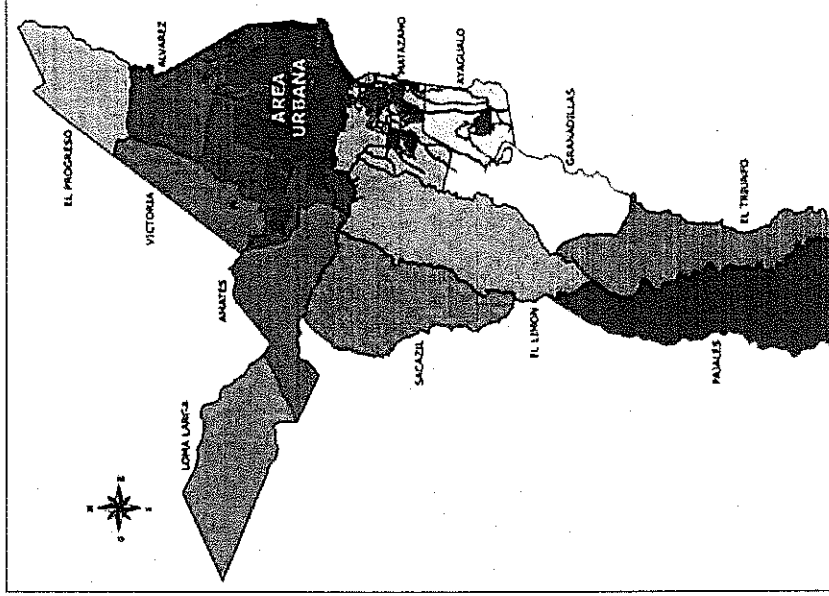 EL PROGRESO
ALVAREZ
VICTORIA
AREA
URBANA
MATAZANO
AYAGUALO
AMATES
GRANADILLAS
LOMA LARGA
SACAZIL
EL LIMON
EL TRIUNFO
PAJALES
N
E
S
O